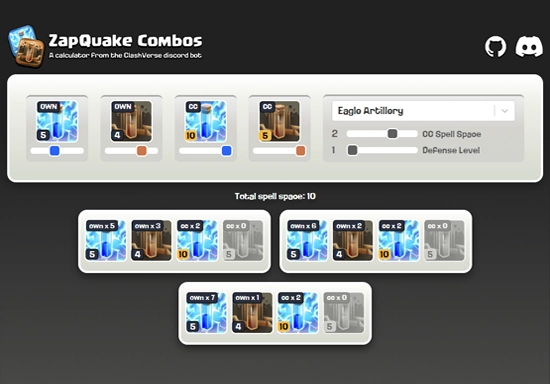 ZapQuake Combos
A calculator from the ClashVerse discord bot
OWN OWN CC CC
5 4 10 5
Eagle Artillery
2 CC Spell Space
1 Defense Level
Total spell space: 10
own x 5 own x 3 cc x 2 cc x 0
5 4 10 5
own x 6 own x 2 cc x 2 cc x 0
5 4 10 5
own x 7 own x 1 cc x 2 cc x 0
5 4 10 5